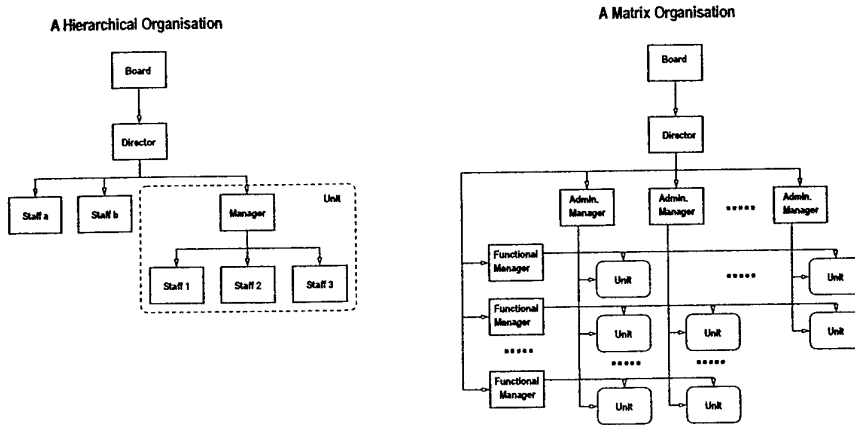 A Hierarchical Organisation
Board
Director
Staff a
Staff b
Unit
Manager
Staff 1
Staff 2
Staff 3
A Matrix Organisation
Board
Director
Admin.
Manager
Admin.
Manager
Admin.
Manager
Functional
Manager
Unit
Unit
Functional
Manager
Unit
Unit
Unit
Functional
Manager
Unit
Unit